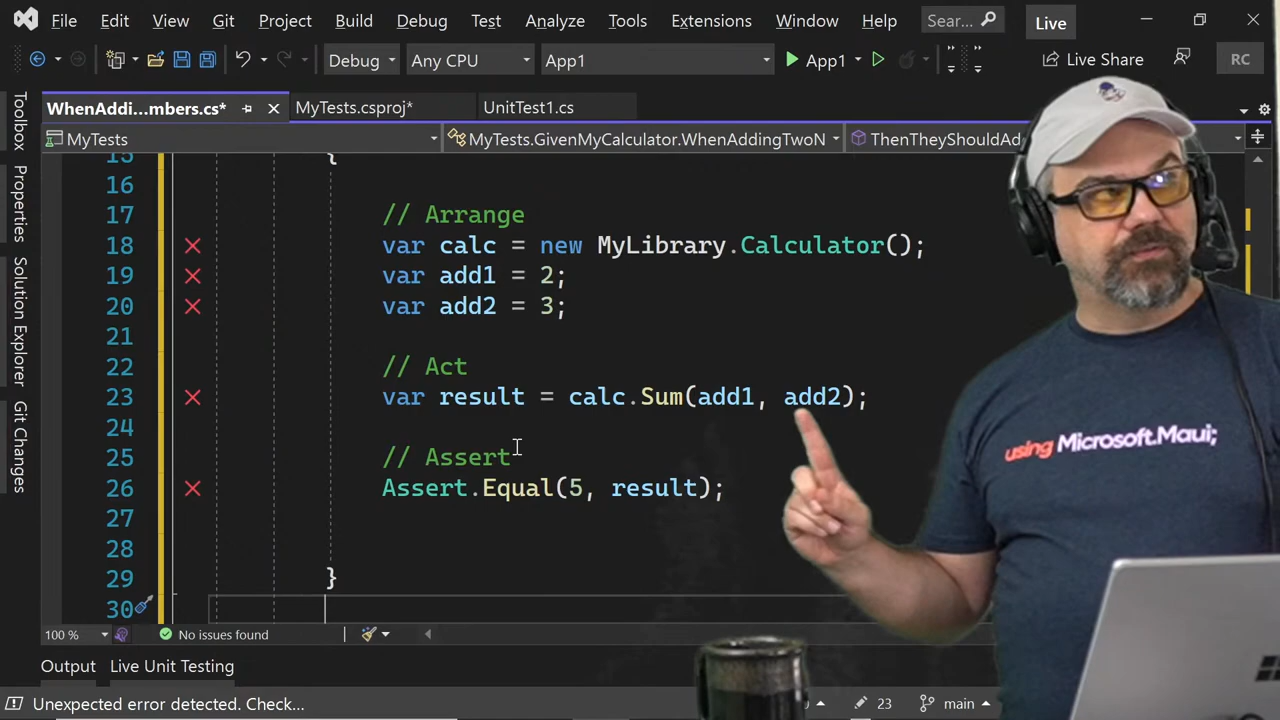 File Edit View Git Project Build Debug Test Analyze Tools Extensions Window Help Sear... Live
Debug Any CPU App1 App1 Live Share RC
WhenAddi...mbers.cs* MyTests.csproj* UnitTest1.cs
MyTests MyTests.GivenMyCalculator.WhenAddingTwoN ThenTheyShouldAd
Toolbox
Properties
Solution Explorer
Git Changes
15 {
16
17 // Arrange
18 var calc = new MyLibrary.Calculator();
19 var add1 = 2;
20 var add2 = 3;
21
22 // Act
23 var result = calc.Sum(add1, add2);
24
25 // Assert
26 Assert.Equal(5, result);
27
28
29 }
30
using Microsoft.Maui;
100 % No issues found
Output Live Unit Testing
Unexpected error detected. Check... 23 main